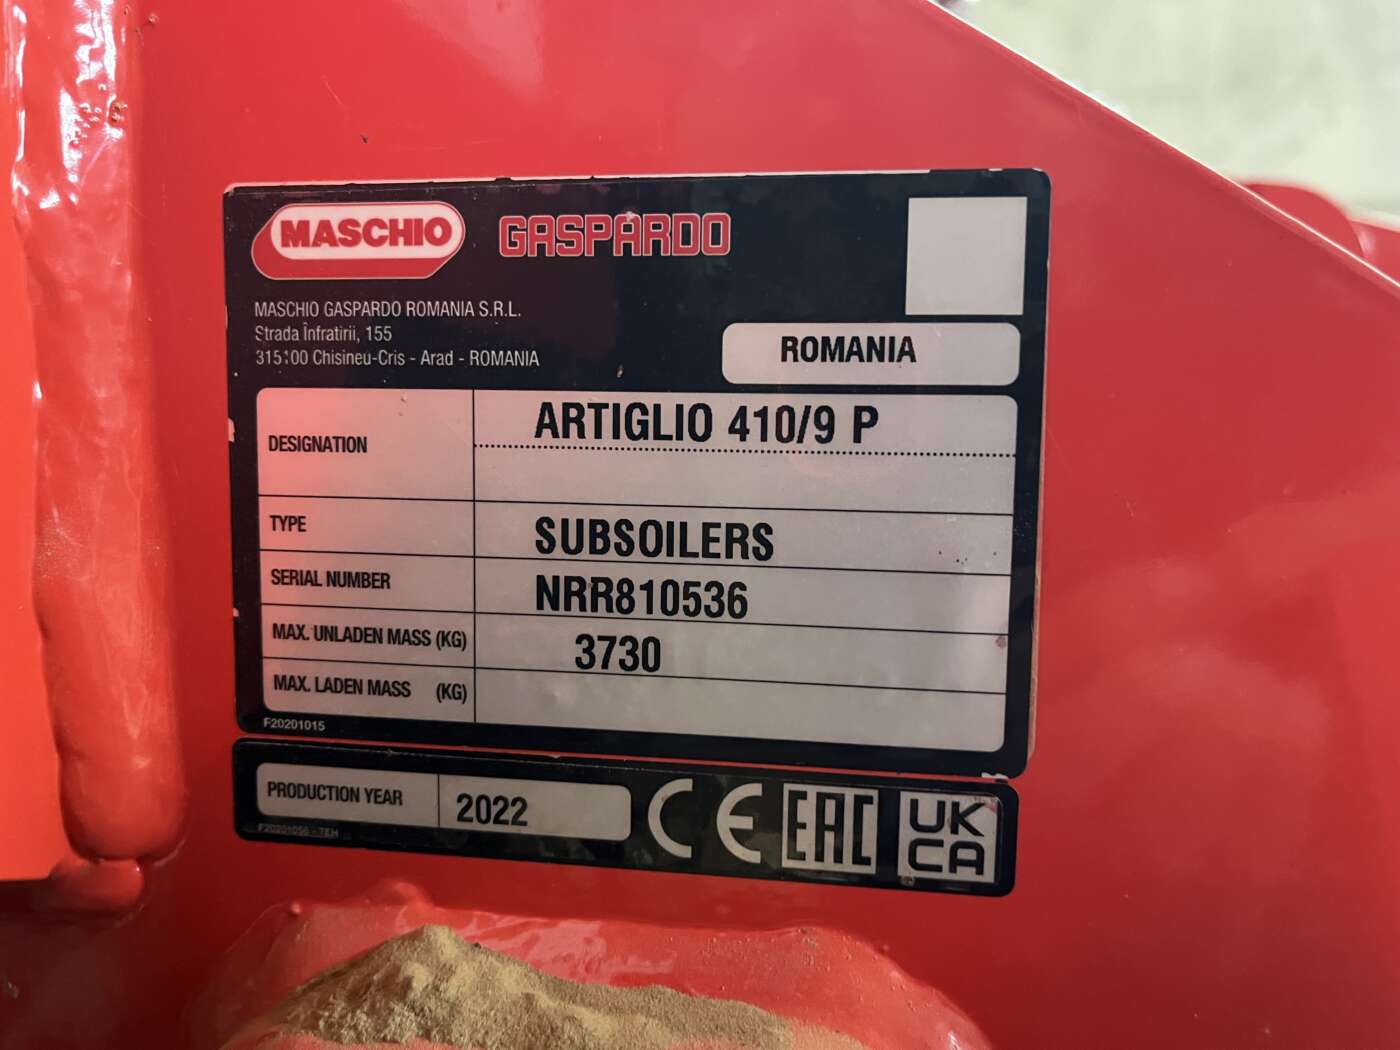 MASCHIO GASPARDO
MASCHIO GASPARDO ROMANIA S.R.L.
Strada Înfratirii, 155
315100 Chisineu-Cris - Arad - ROMANIA
ROMANIA
DESIGNATION ARTIGLIO 410/9 P
TYPE SUBSOILERS
SERIAL NUMBER NRR810536
MAX. UNLADEN MASS (KG) 3730
MAX. LADEN MASS (KG)
F20201015
PRODUCTION YEAR 2022
CE EAC UK CA